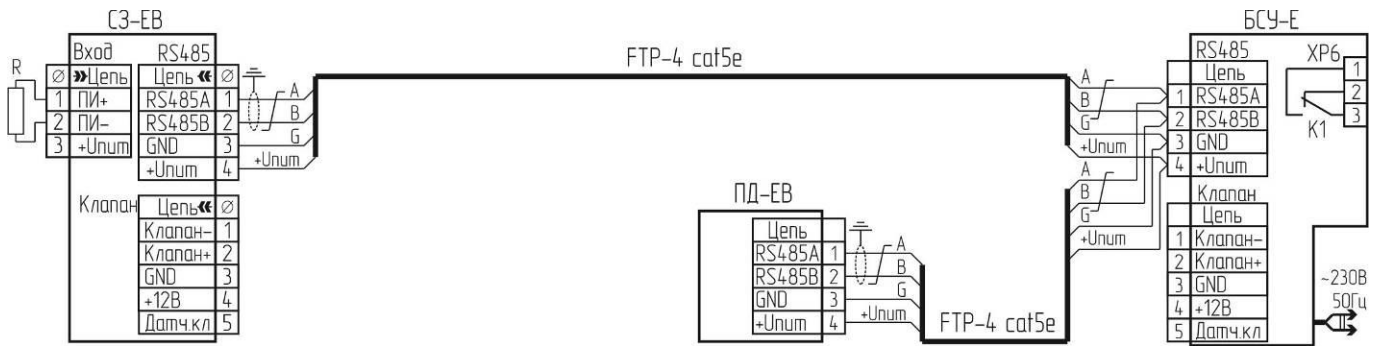 СЗ-ЕВ
R
Вход
Ø »Цепь
1 ПИ+
2 ПИ-
3 +Uпит
RS485
Цепь « Ø
RS485A 1
RS485B 2
GND 3
+Uпит 4
A
B
G
+Uпит
Клапан
Цепь « Ø
Клапан- 1
Клапан+ 2
GND 3
+12В 4
Датч.кл 5
FTP-4 cat5e
ПД-ЕВ
Цепь
RS485A 1
RS485B 2
GND 3
+Uпит 4
A
B
G
+Uпит
FTP-4 cat5e
A
B
G
+Uпит
A
B
G
+Uпит
БСУ-Е
RS485
Цепь
1 RS485A
2 RS485B
3 GND
4 +Uпит
Клапан
Цепь
1 Клапан-
2 Клапан+
3 GND
4 +12В
5 Датч.кл
XP6
1
2
3
K1
~230В
50Гц